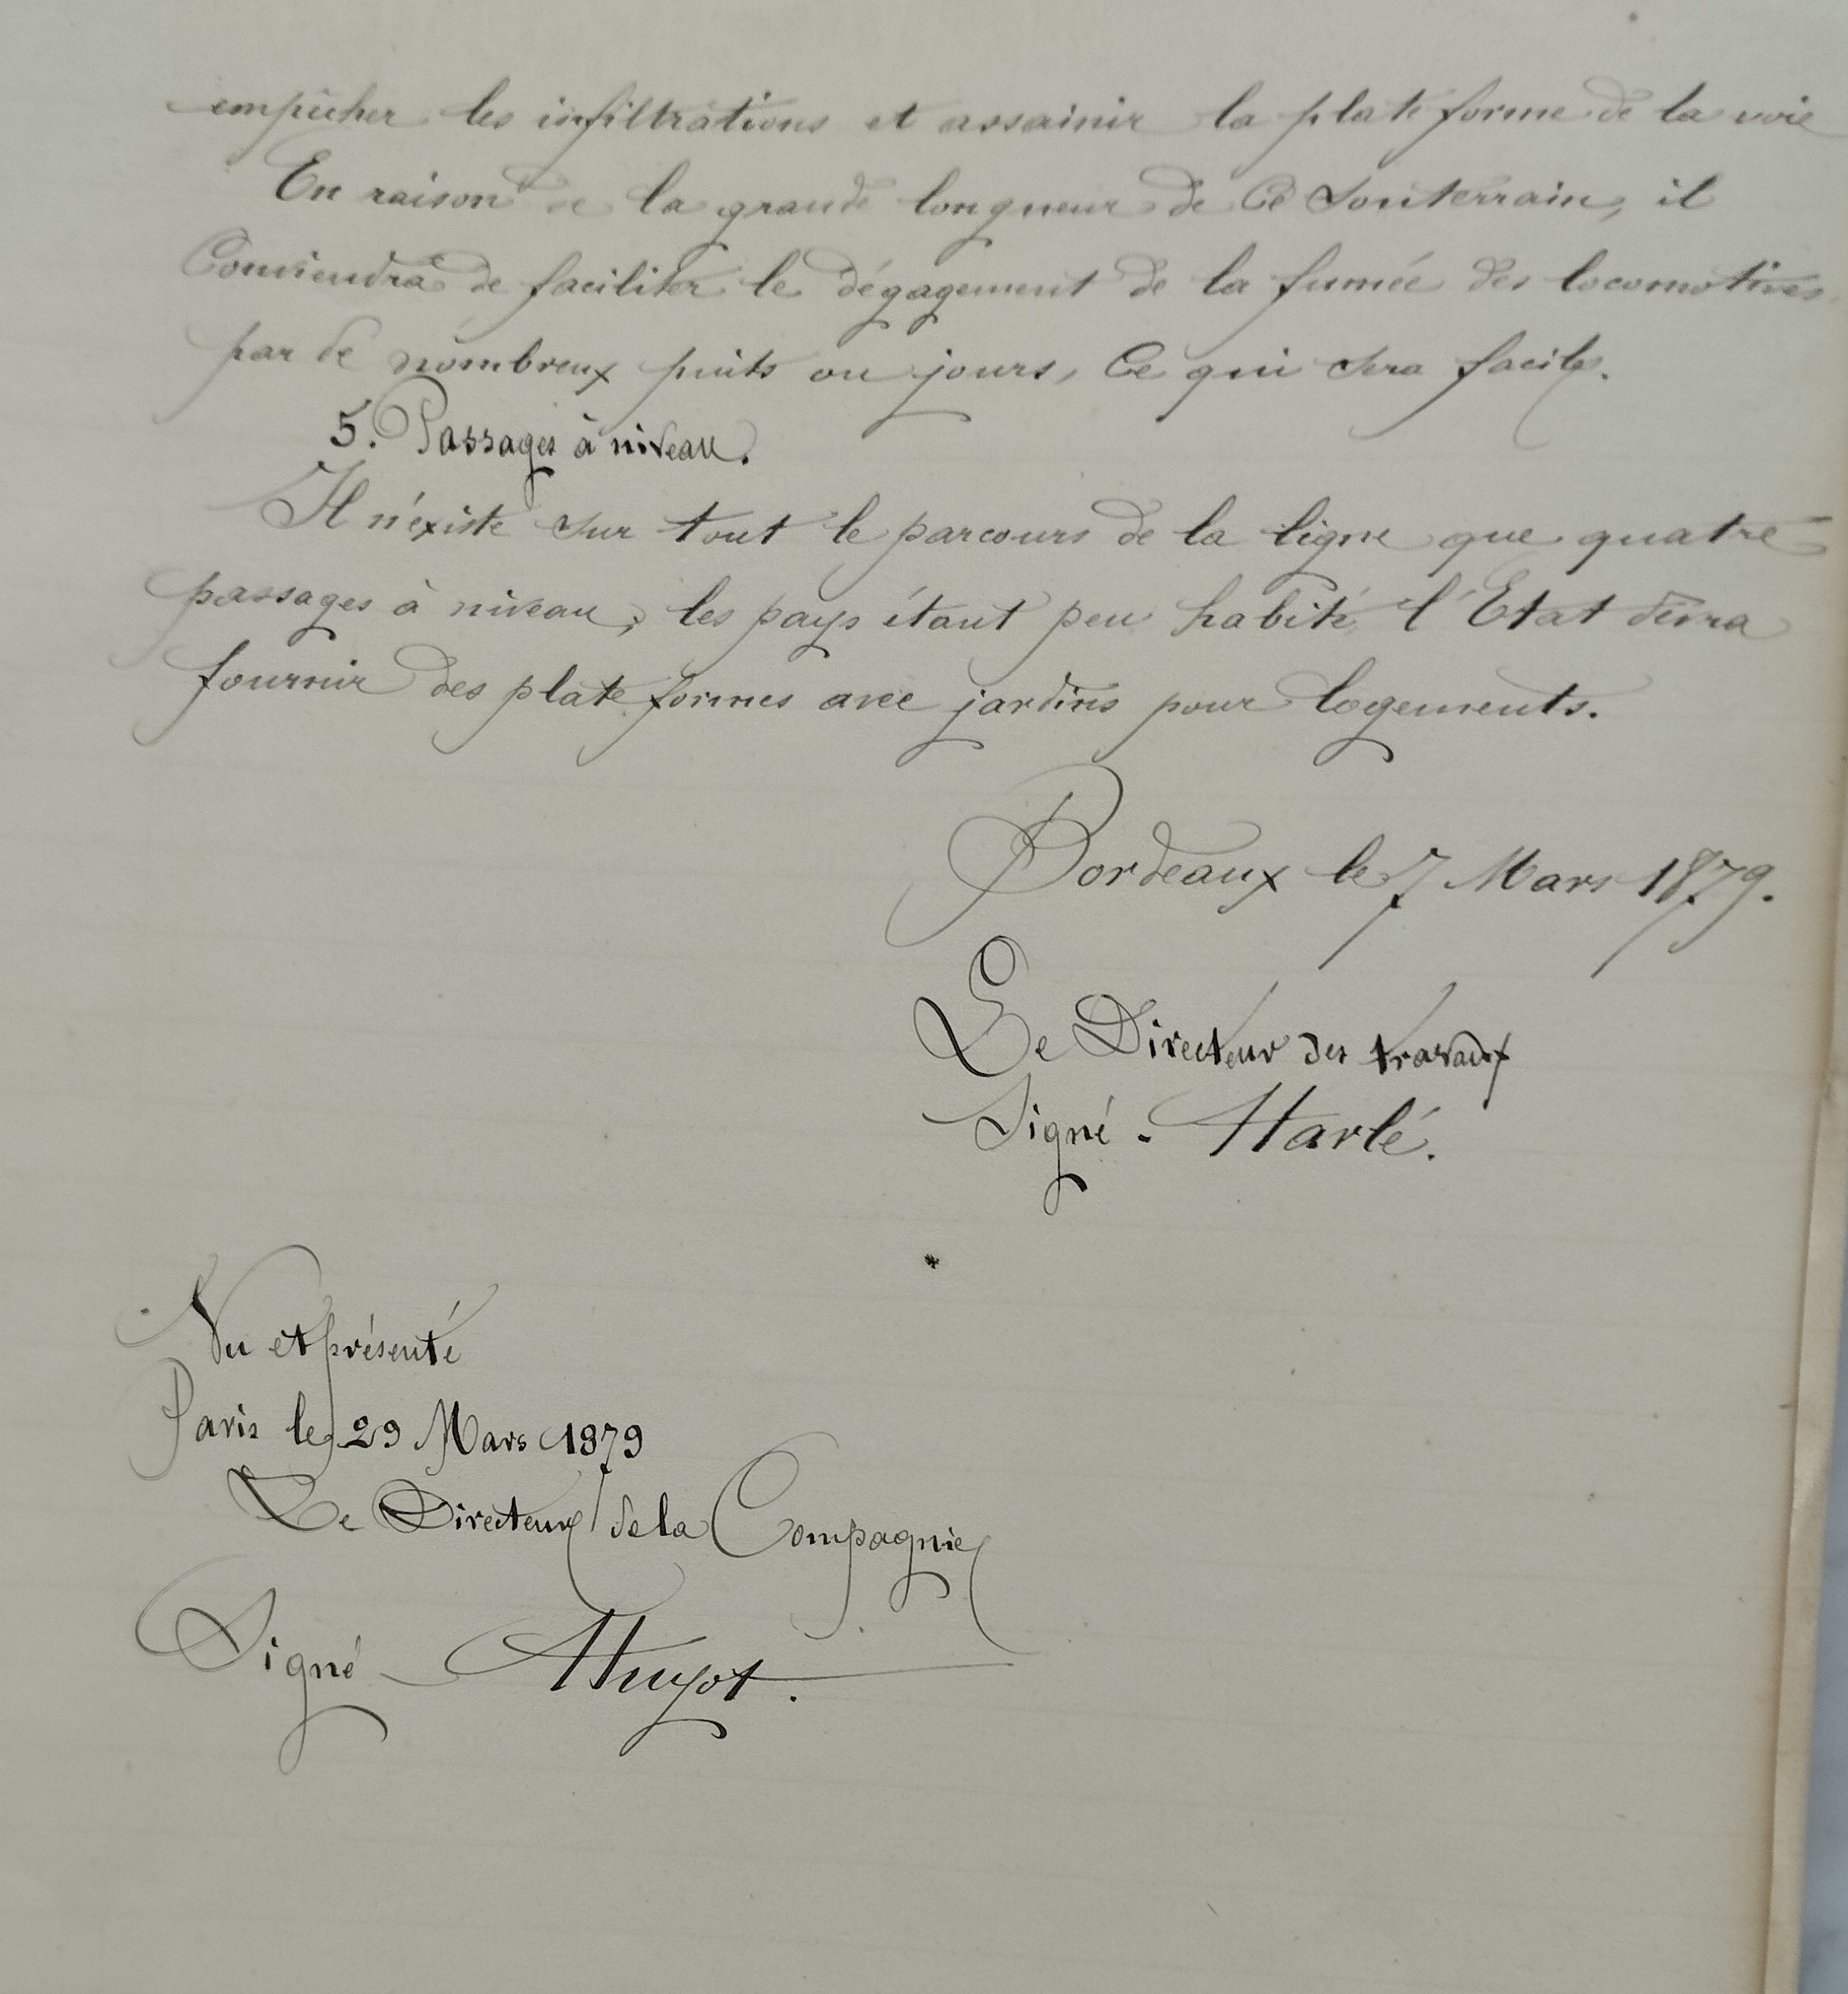 empêcher les infiltrations et assainir la plate forme de la voie
En raison de la grande longueur de ce souterrain, il
Conviendra de faciliter le dégagement de la fumée des locomotives
par de nombreux puits ou jours, Ce qui sera facile.
5. Passages à niveau.
Il n'existe sur tout le parcours de la ligne que quatre
passages à niveau; les pays étant peu habité l'Etat devra
fournir des plate formes avec jardins pour logements.
Bordeaux le 7 Mars 1879.
Le Directeur des travaux
Signé - Harlé.
Vu et présenté
Paris le 29 Mars 1879
Le Directeur de la Compagnie
Signé - Huyot.